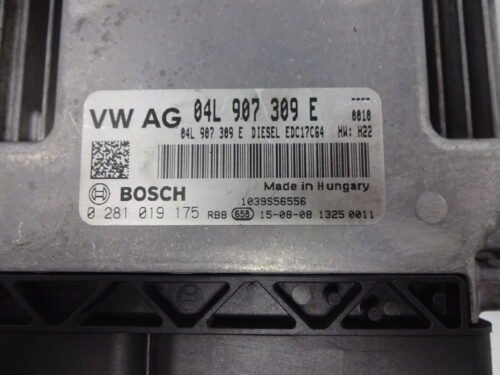 VW AG 04L 907 309 E ----
0010
04L 907 309 E DIESEL EDC17C64 HW: H22
Made in Hungary
BOSCH 1039S56556
0 281 019 175 RB8 658 15-08-08 1325 0011